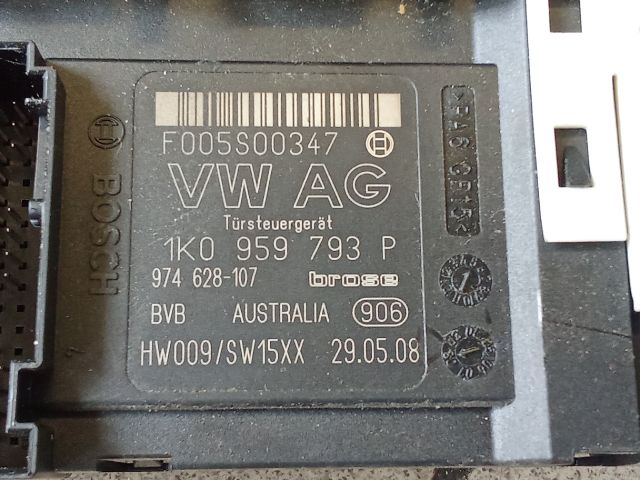 F005S00347
VW AG
Türsteuergerät
1K0 959 793 P
974 628-107 brose
BVB AUSTRALIA 906
HW009/SW15XX 29.05.08
BOSCH